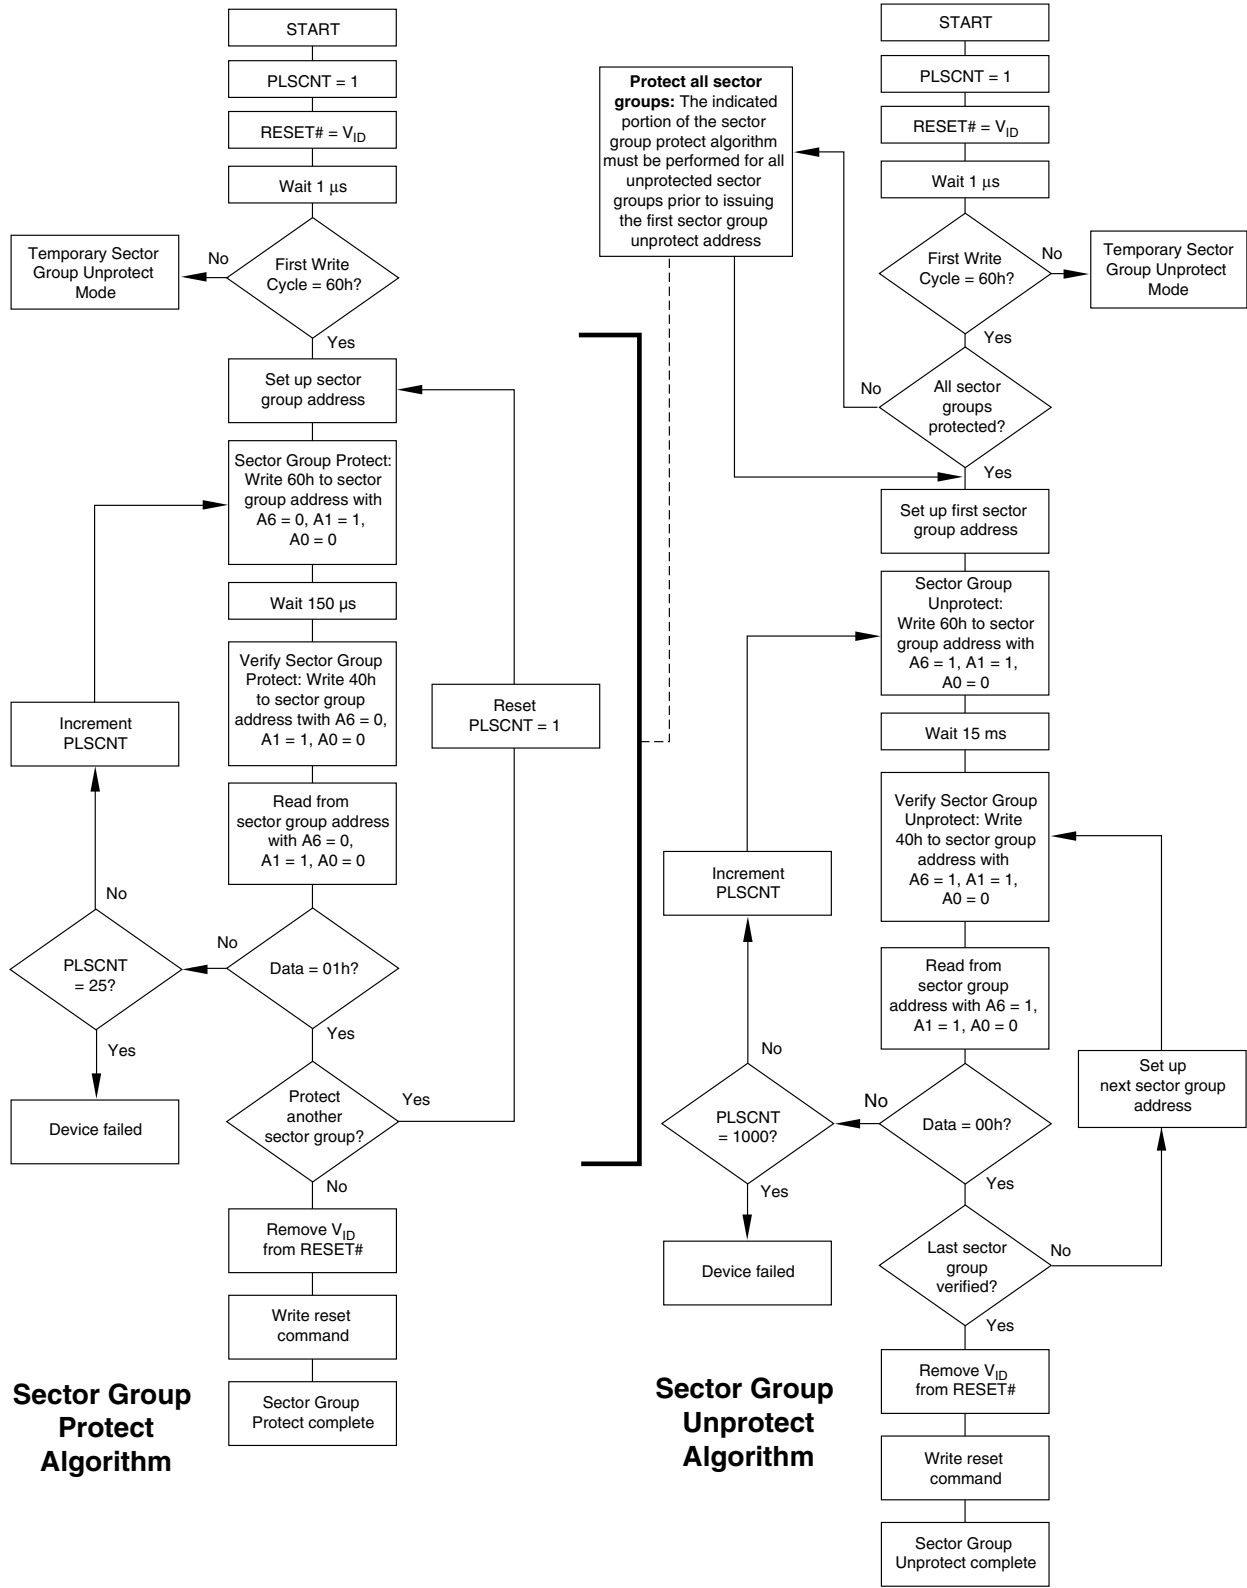 START
PLSCNT = 1
RESET# = VID
Wait 1 μs
First Write
Cycle = 60h?
No
Temporary Sector
Group Unprotect
Mode
Yes
Set up sector
group address
Sector Group Protect:
Write 60h to sector
group address with
A6 = 0, A1 = 1,
A0 = 0
Wait 150 µs
Verify Sector Group
Protect: Write 40h
to sector group
address twith A6 = 0,
A1 = 1, A0 = 0
Increment
PLSCNT
Reset
PLSCNT = 1
Read from
sector group address
with A6 = 0,
A1 = 1, A0 = 0
No
No
PLSCNT
= 25?
Data = 01h?
Yes
Yes
Device failed
Protect
another
sector group?
Yes
No
Remove VID
from RESET#
Write reset
command
Sector Group
Protect complete
Sector Group
Protect
Algorithm
START
PLSCNT = 1
RESET# = VID
Wait 1 μs
Protect all sector
groups: The indicated
portion of the sector
group protect algorithm
must be performed for all
unprotected sector
groups prior to issuing
the first sector group
unprotect address
First Write
Cycle = 60h?
No
Temporary Sector
Group Unprotect
Mode
Yes
No
All sector
groups
protected?
Yes
Set up first sector
group address
Sector Group
Unprotect:
Write 60h to sector
group address with
A6 = 1, A1 = 1,
A0 = 0
Wait 15 ms
Verify Sector Group
Unprotect: Write
40h to sector group
address with
A6 = 1, A1 = 1,
A0 = 0
Increment
PLSCNT
Read from
sector group
address with A6 = 1,
A1 = 1, A0 = 0
No
Set up
next sector group
address
No
PLSCNT
= 1000?
Data = 00h?
Yes
Yes
Device failed
Last sector
group
verified?
No
Yes
Remove VID
from RESET#
Write reset
command
Sector Group
Unprotect complete
Sector Group
Unprotect
Algorithm